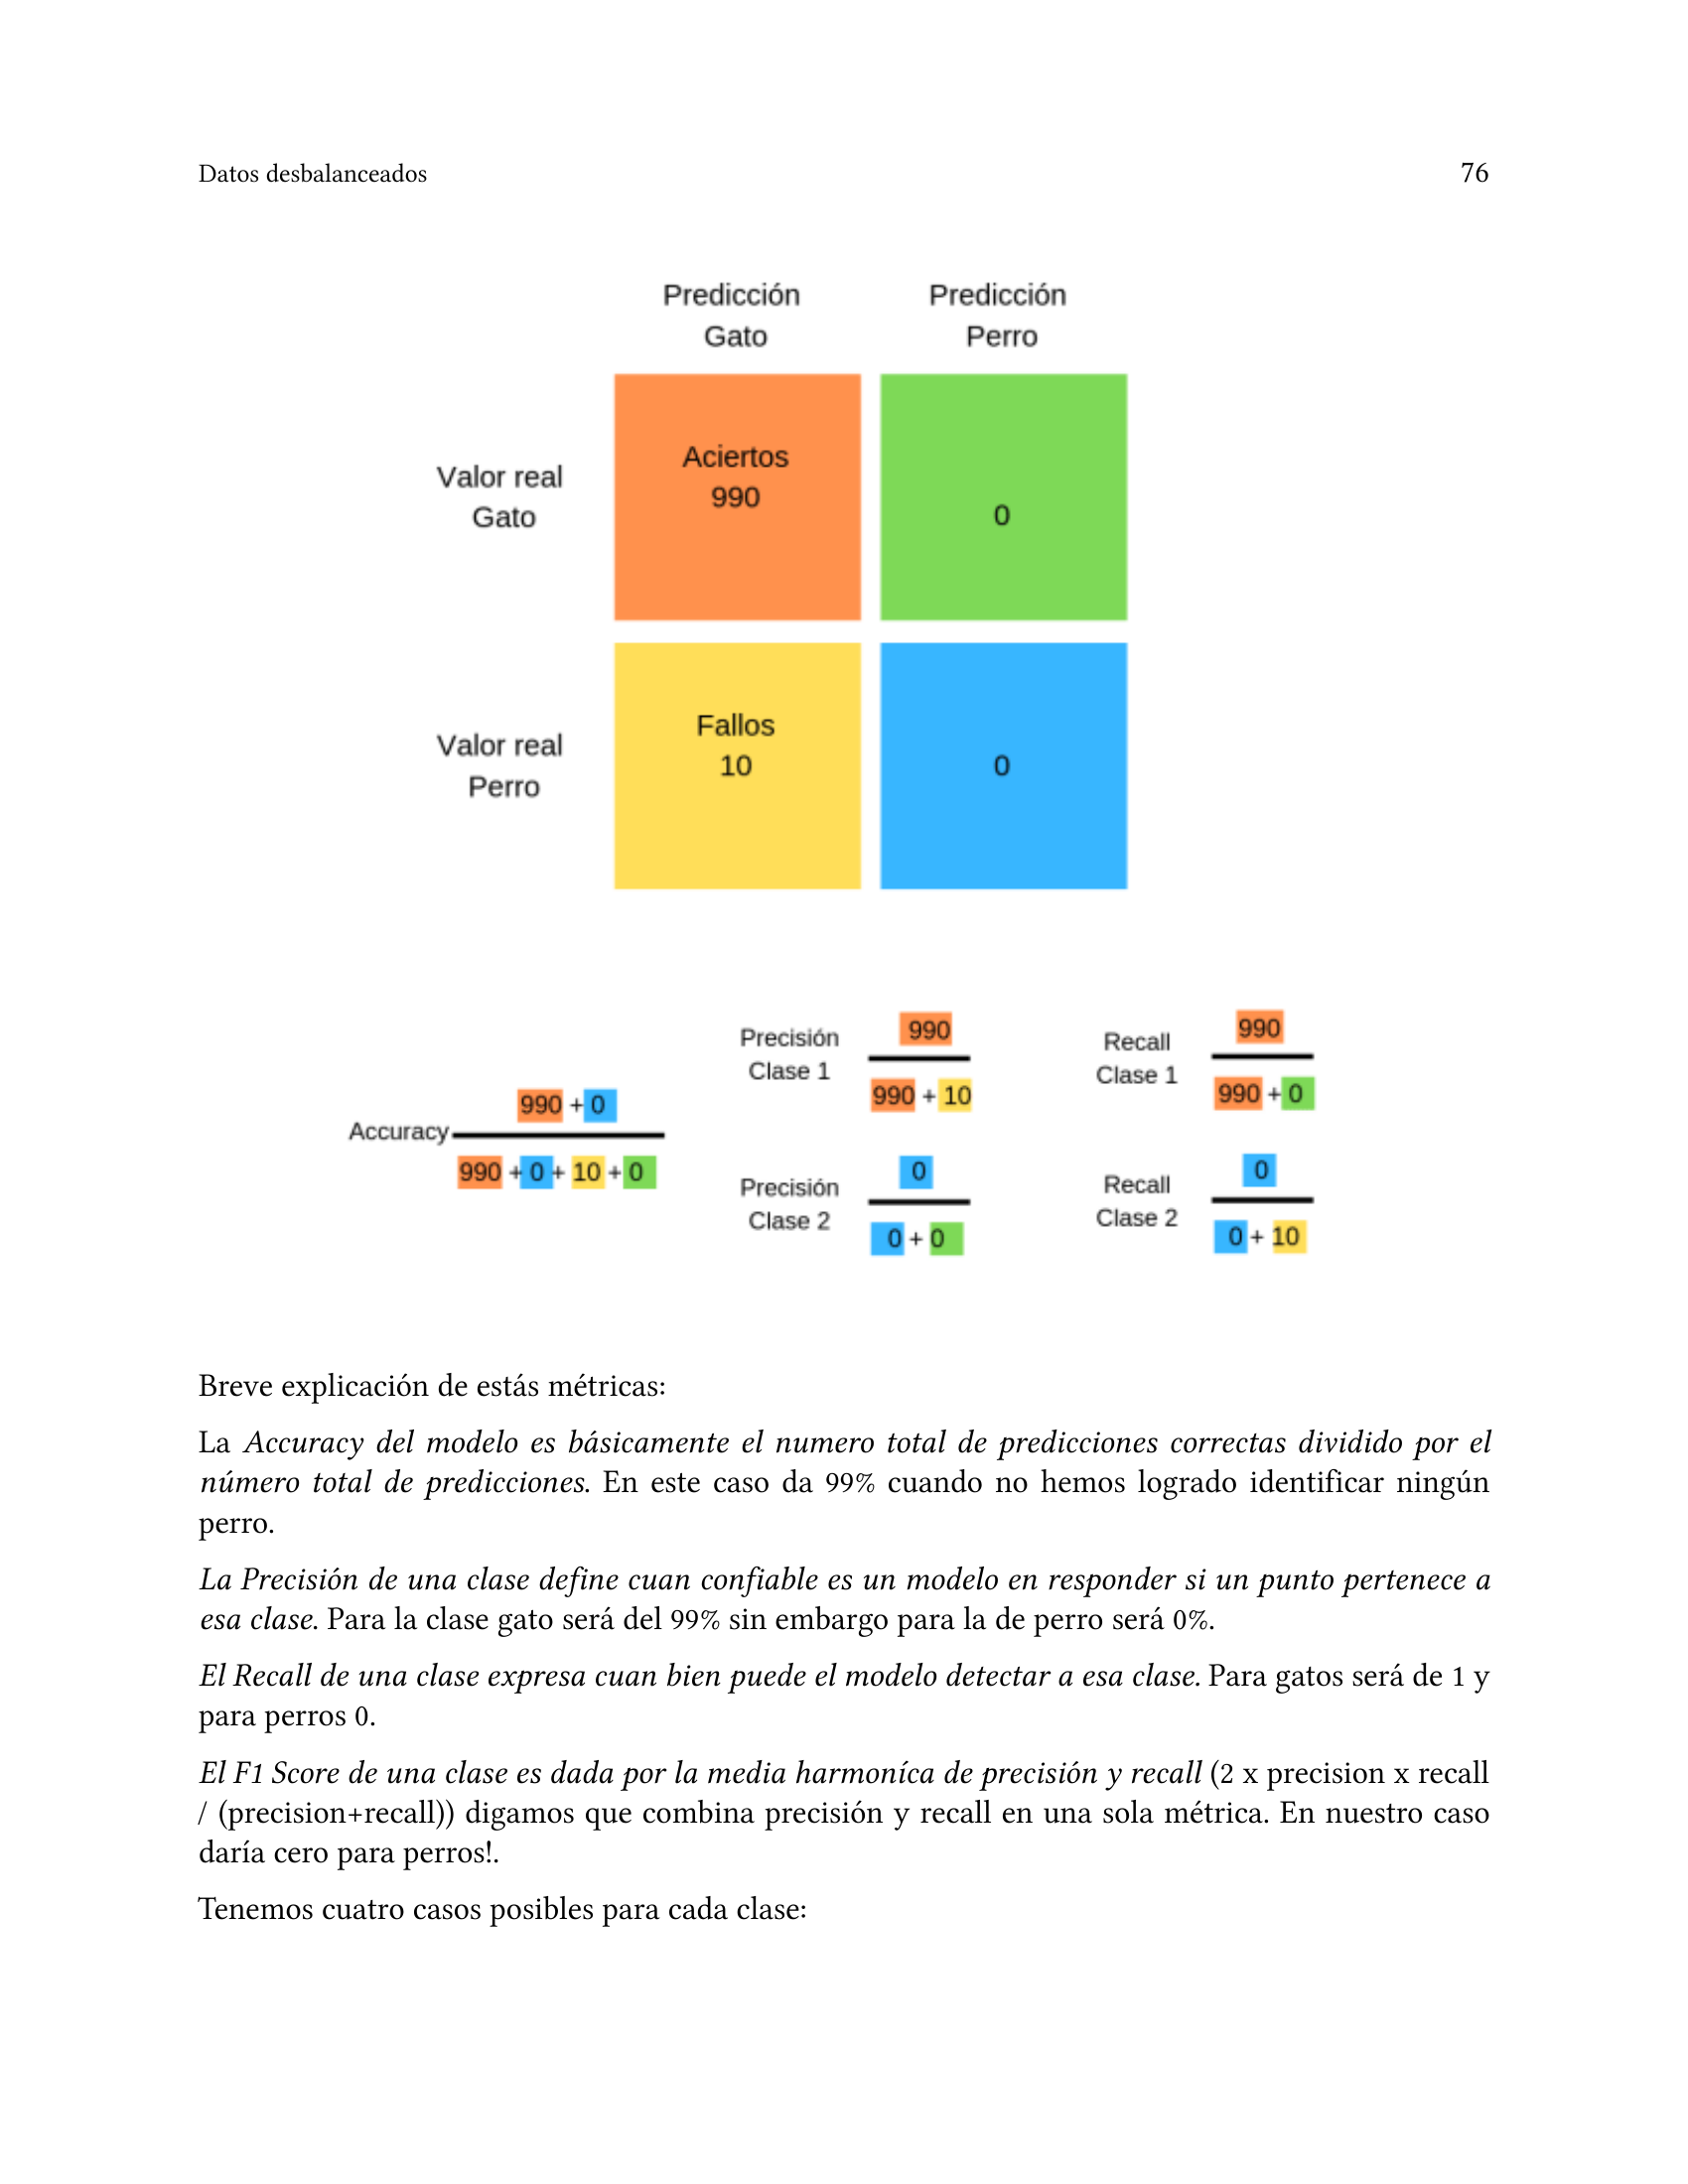 Datos desbalanceados 76
Predicción Gato
Predicción Perro
Valor real Gato
Aciertos 990
0
Valor real Perro
Fallos 10
0
Accuracy
990 + 0
990 + 0 + 10 + 0
Precisión Clase 1
990
990 + 10
Recall Clase 1
990
990 + 0
Precisión Clase 2
0
0 + 0
Recall Clase 2
0
0 + 10
Breve explicación de estás métricas:
La Accuracy del modelo es básicamente el numero total de predicciones correctas dividido por el
número total de predicciones. En este caso da 99% cuando no hemos logrado identificar ningún
perro.
La Precisión de una clase define cuan confiable es un modelo en responder si un punto pertenece a
esa clase. Para la clase gato será del 99% sin embargo para la de perro será 0%.
El Recall de una clase expresa cuan bien puede el modelo detectar a esa clase. Para gatos será de 1 y
para perros 0.
El F1 Score de una clase es dada por la media harmoníca de precisión y recall (2 x precision x recall
/ (precision+recall)) digamos que combina precisión y recall en una sola métrica. En nuestro caso
daría cero para perros!.
Tenemos cuatro casos posibles para cada clase: